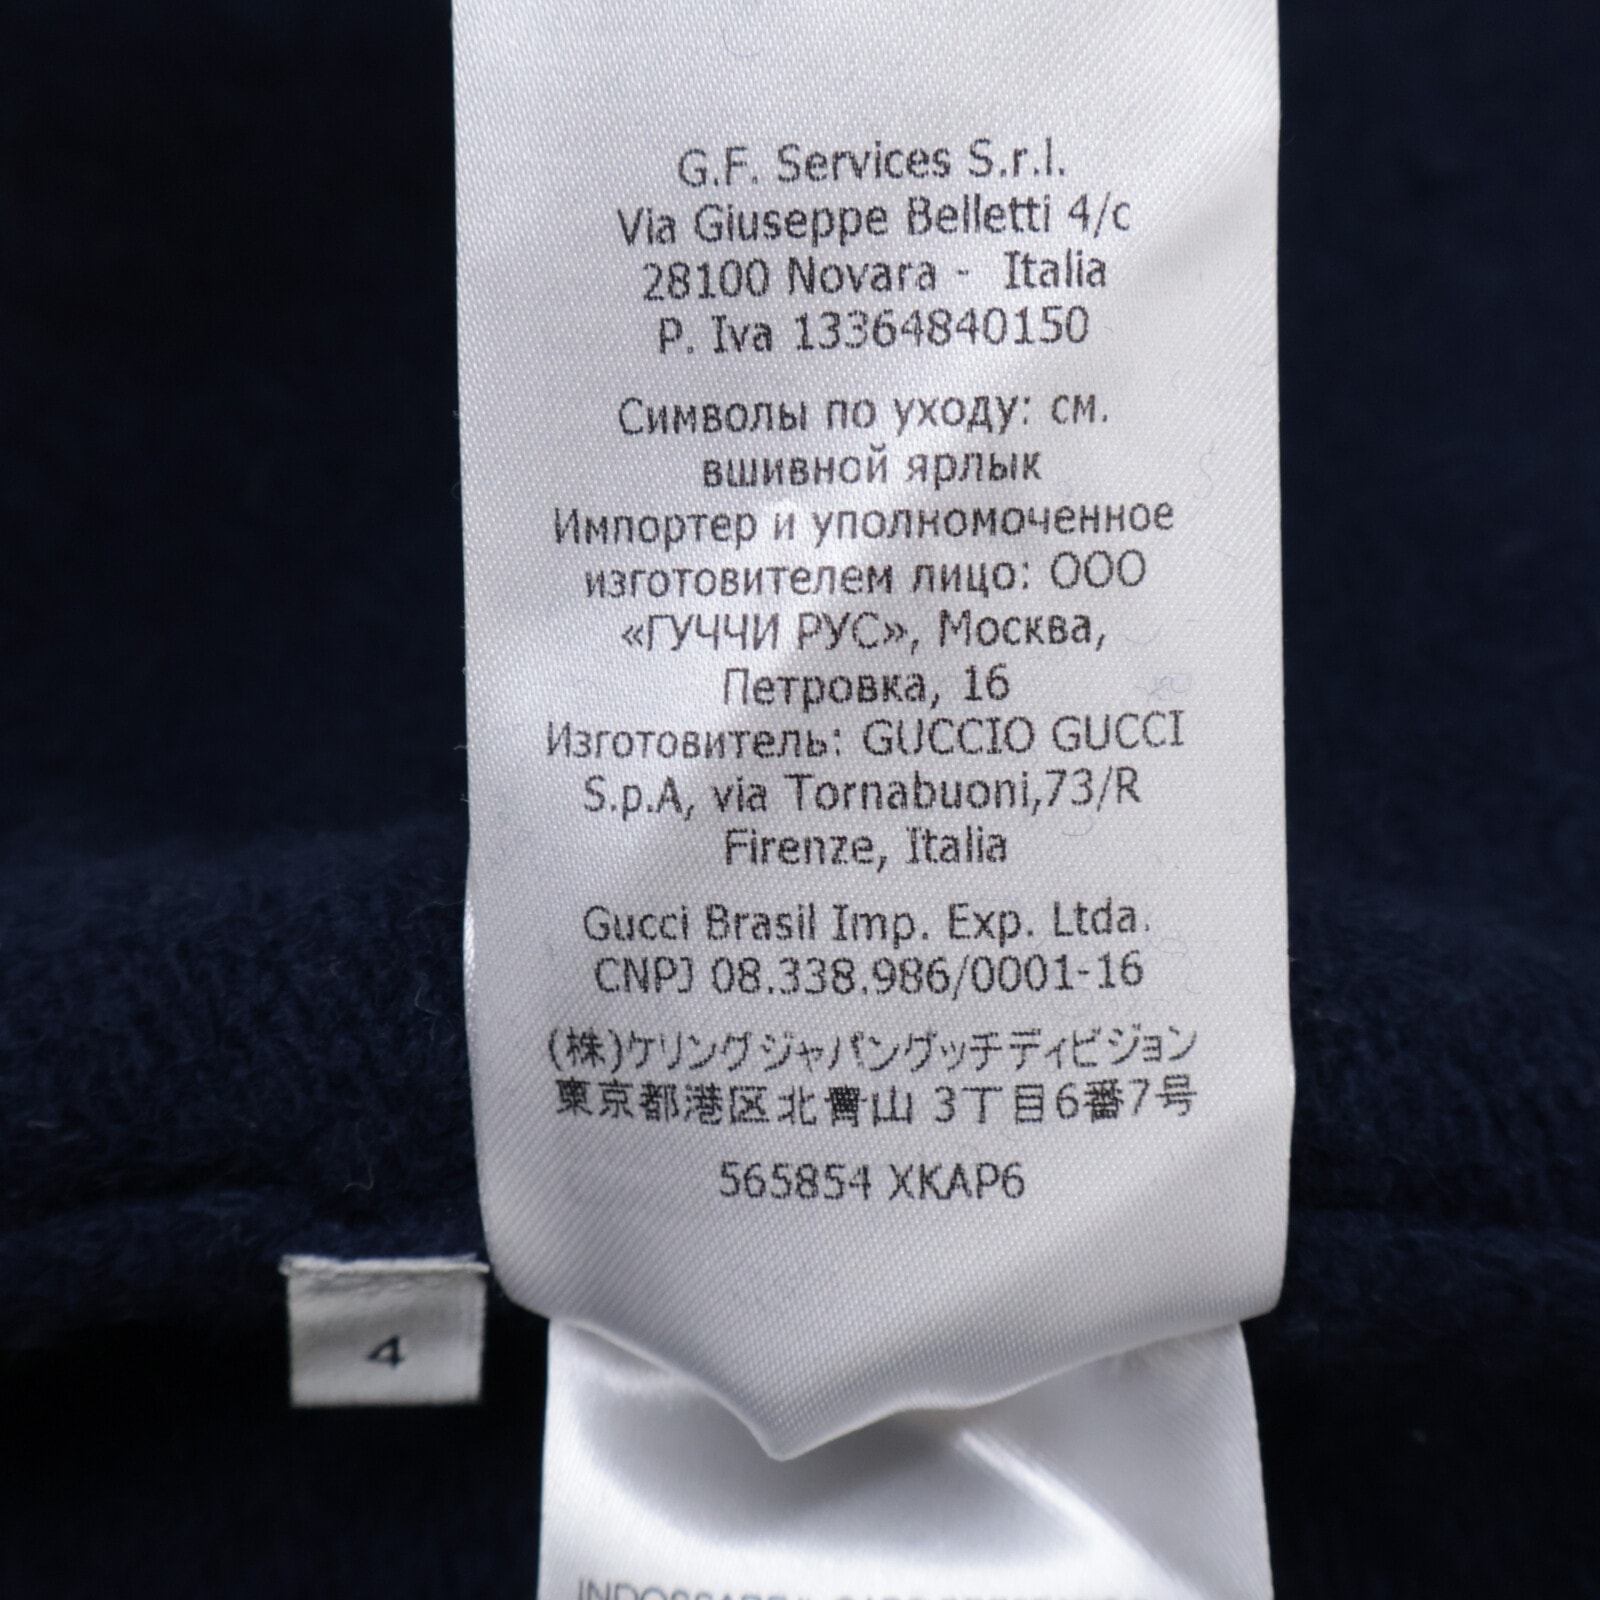 G.F. Services S.r.l.
Via Giuseppe Belletti 4/c
28100 Novara - Italia
P. Iva 13364840150
Символы по уходу: см.
вшивной ярлык
Импортер и уполномоченное
изготовителем лицо: ООО
«ГУЧЧИ РУС», Москва,
Петровка, 16
Изготовитель: GUCCIO GUCCI
S.p.A, via Tornabuoni,73/R
Firenze, Italia
Gucci Brasil Imp. Exp. Ltda.
CNPJ 08.338.986/0001-16
(株)ケリングジャパングッチディビジョン
東京都港区北青山 3丁目6番7号
565854 XKAP6
4